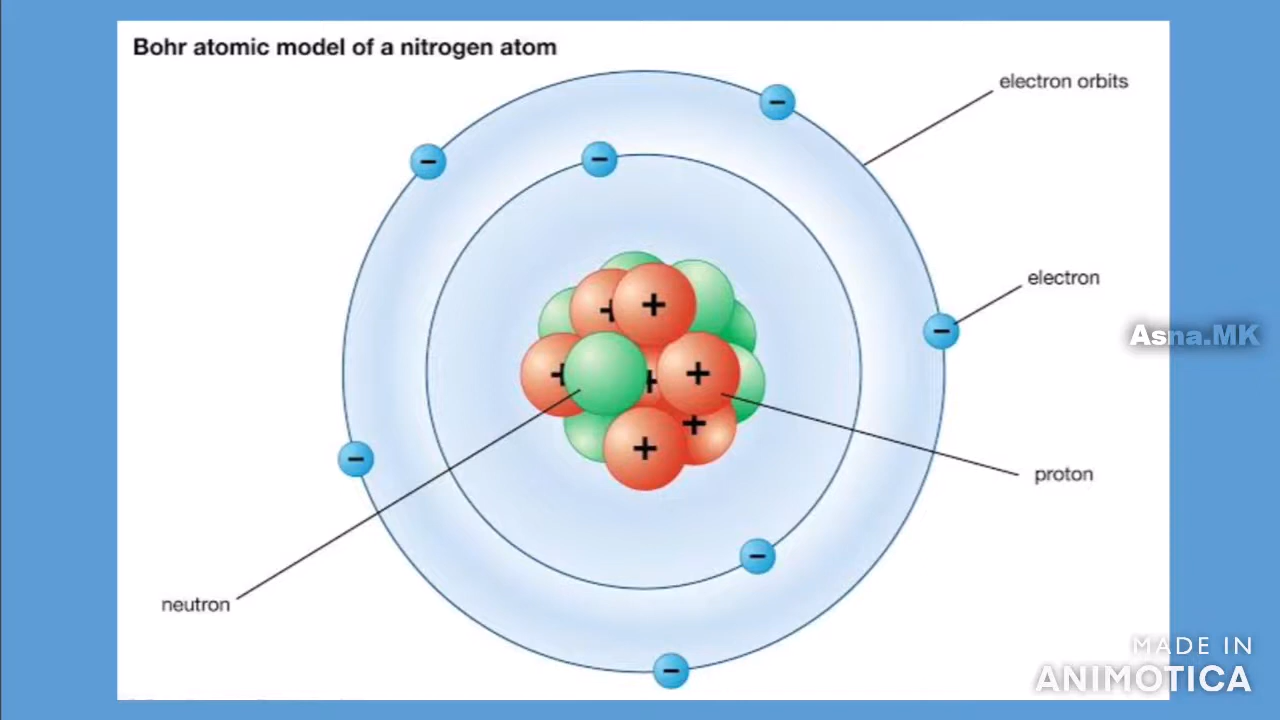 Bohr atomic model of a nitrogen atom
electron orbits
−
−
−
electron
−
Asna.MK
+
+
+
+
+
+
+
−
proton
−
neutron
−
MADE IN
ANIMOTICA